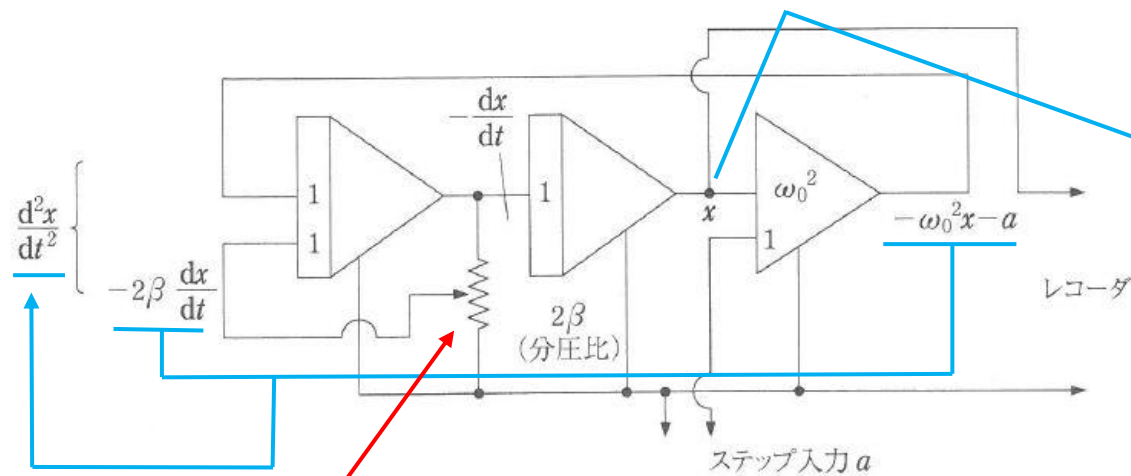 d²x/dt²
1
1
-2β dx/dt
-dx/dt
1
2β
(分圧比)
x
ω₀²
1
-ω₀²x-a
レコーダ
ステップ入力 a